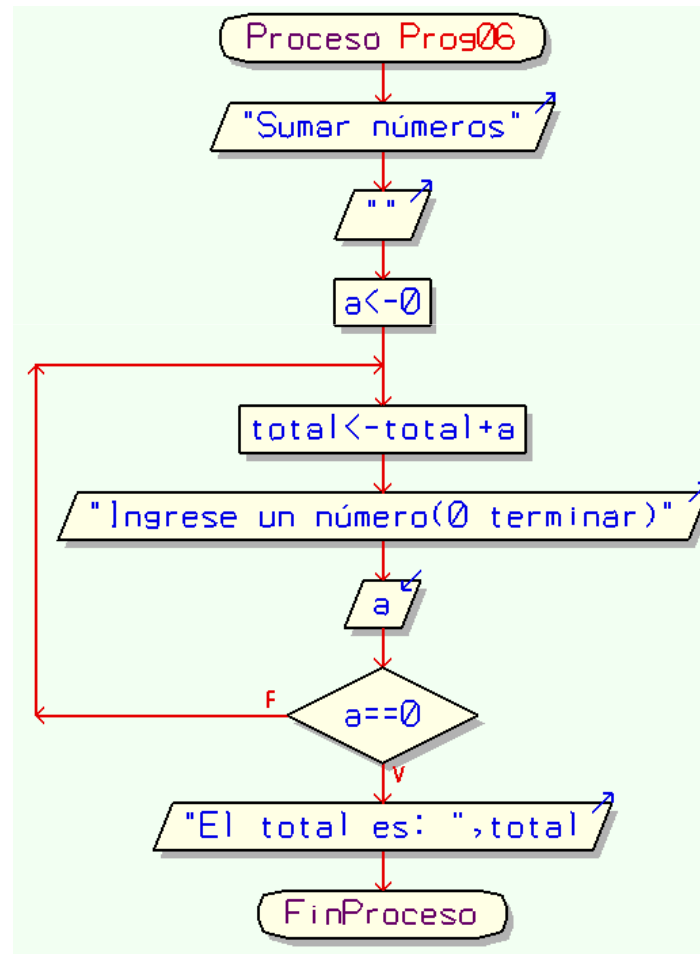 Proceso Prog06
"Sumar números"
""
a<-0
total<-total+a
"Ingrese un número(0 terminar)"
a
F
a==0
V
"El total es: ",total
FinProceso